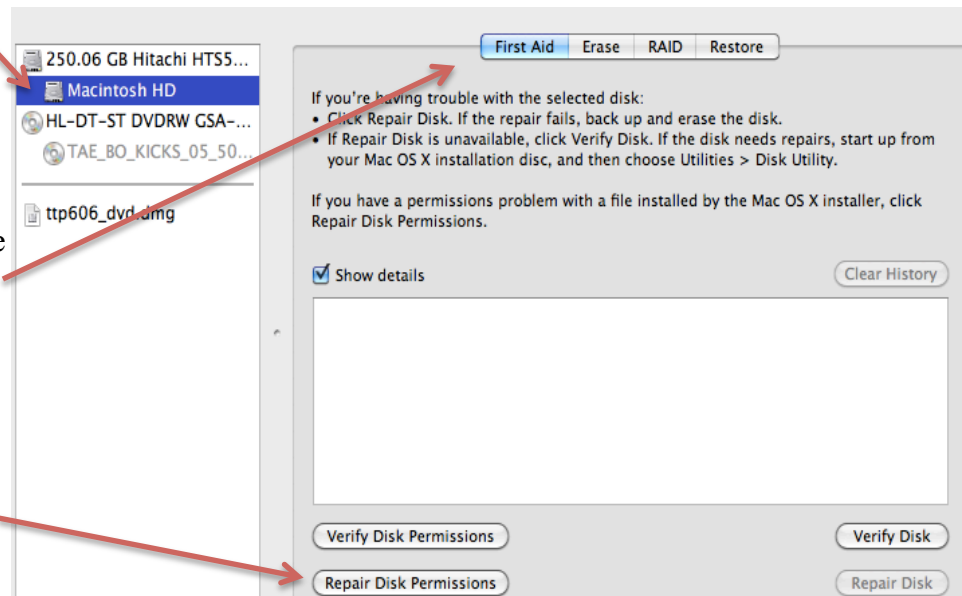 250.06 GB Hitachi HTS5...
Macintosh HD
HL-DT-ST DVDRW GSA-...
TAE_BO_KICKS_05_50...
ttp606_dvd.dmg
e
First Aid Erase RAID Restore
If you're having trouble with the selected disk:
• Click Repair Disk. If the repair fails, back up and erase the disk.
• If Repair Disk is unavailable, click Verify Disk. If the disk needs repairs, start up from
your Mac OS X installation disc, and then choose Utilities > Disk Utility.
If you have a permissions problem with a file installed by the Mac OS X installer, click
Repair Disk Permissions.
Show details
Clear History
Verify Disk Permissions
Verify Disk
Repair Disk Permissions
Repair Disk